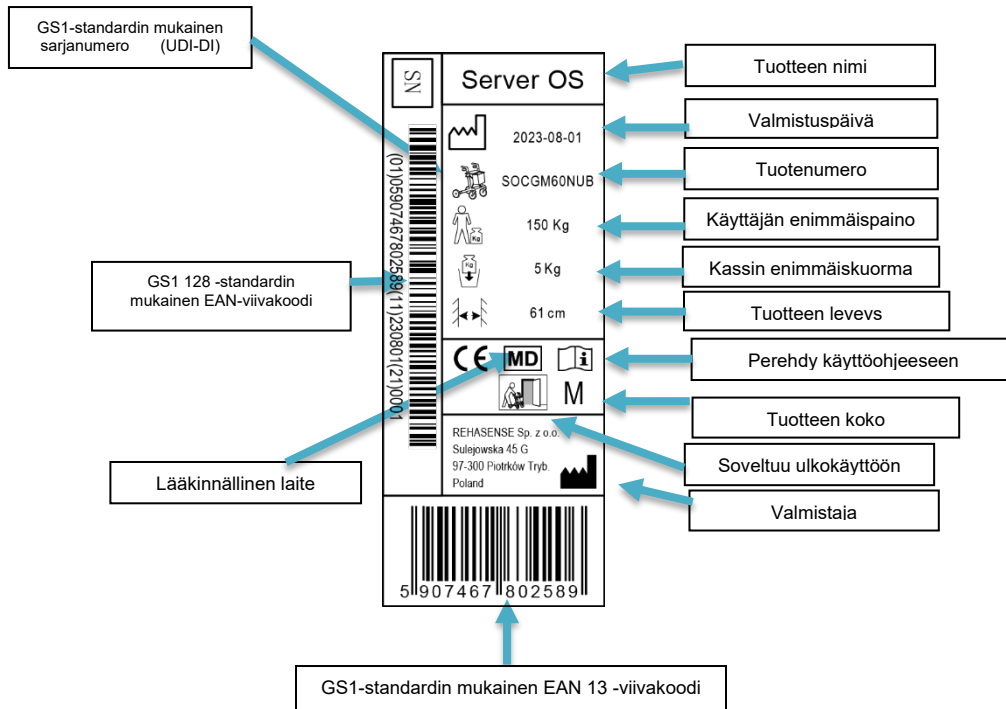 GS1-standardin mukainen
sarjanumero (UDI-DI)
SN
Server OS
Tuotteen nimi
2023-08-01
Valmistuspäivä
SOCGM60NUB
Tuotenumero
Kg
150 Kg
Käyttäjän enimmäispaino
Kg
5 Kg
Kassin enimmäiskuorma
61 cm
Tuotteen levevs
(01)05907467802589(11)230801(21)0001
GS1 128 -standardin
mukainen EAN-viivakoodi
CE MD i
Perehdy käyttöohjeeseen
M
Tuotteen koko
REHASENSE Sp. z o.o.
Sulejowska 45 G
97-300 Piotrków Tryb.
Poland
Soveltuu ulkokäyttöön
Lääkinnällinen laite
Valmistaja
5 907467 802589
GS1-standardin mukainen EAN 13 -viivakoodi